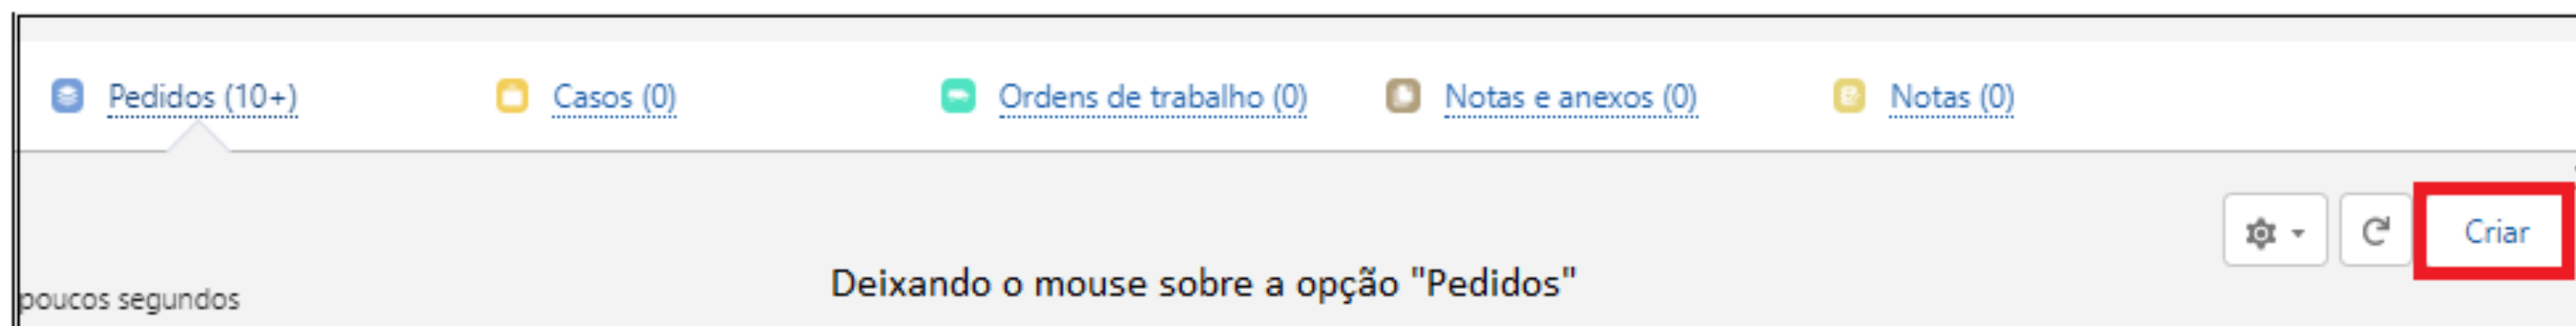 Pedidos (10+) Casos (0) Ordens de trabalho (0) Notas e anexos (0) Notas (0)
Criar
Deixando o mouse sobre a opção "Pedidos"
poucos segundos